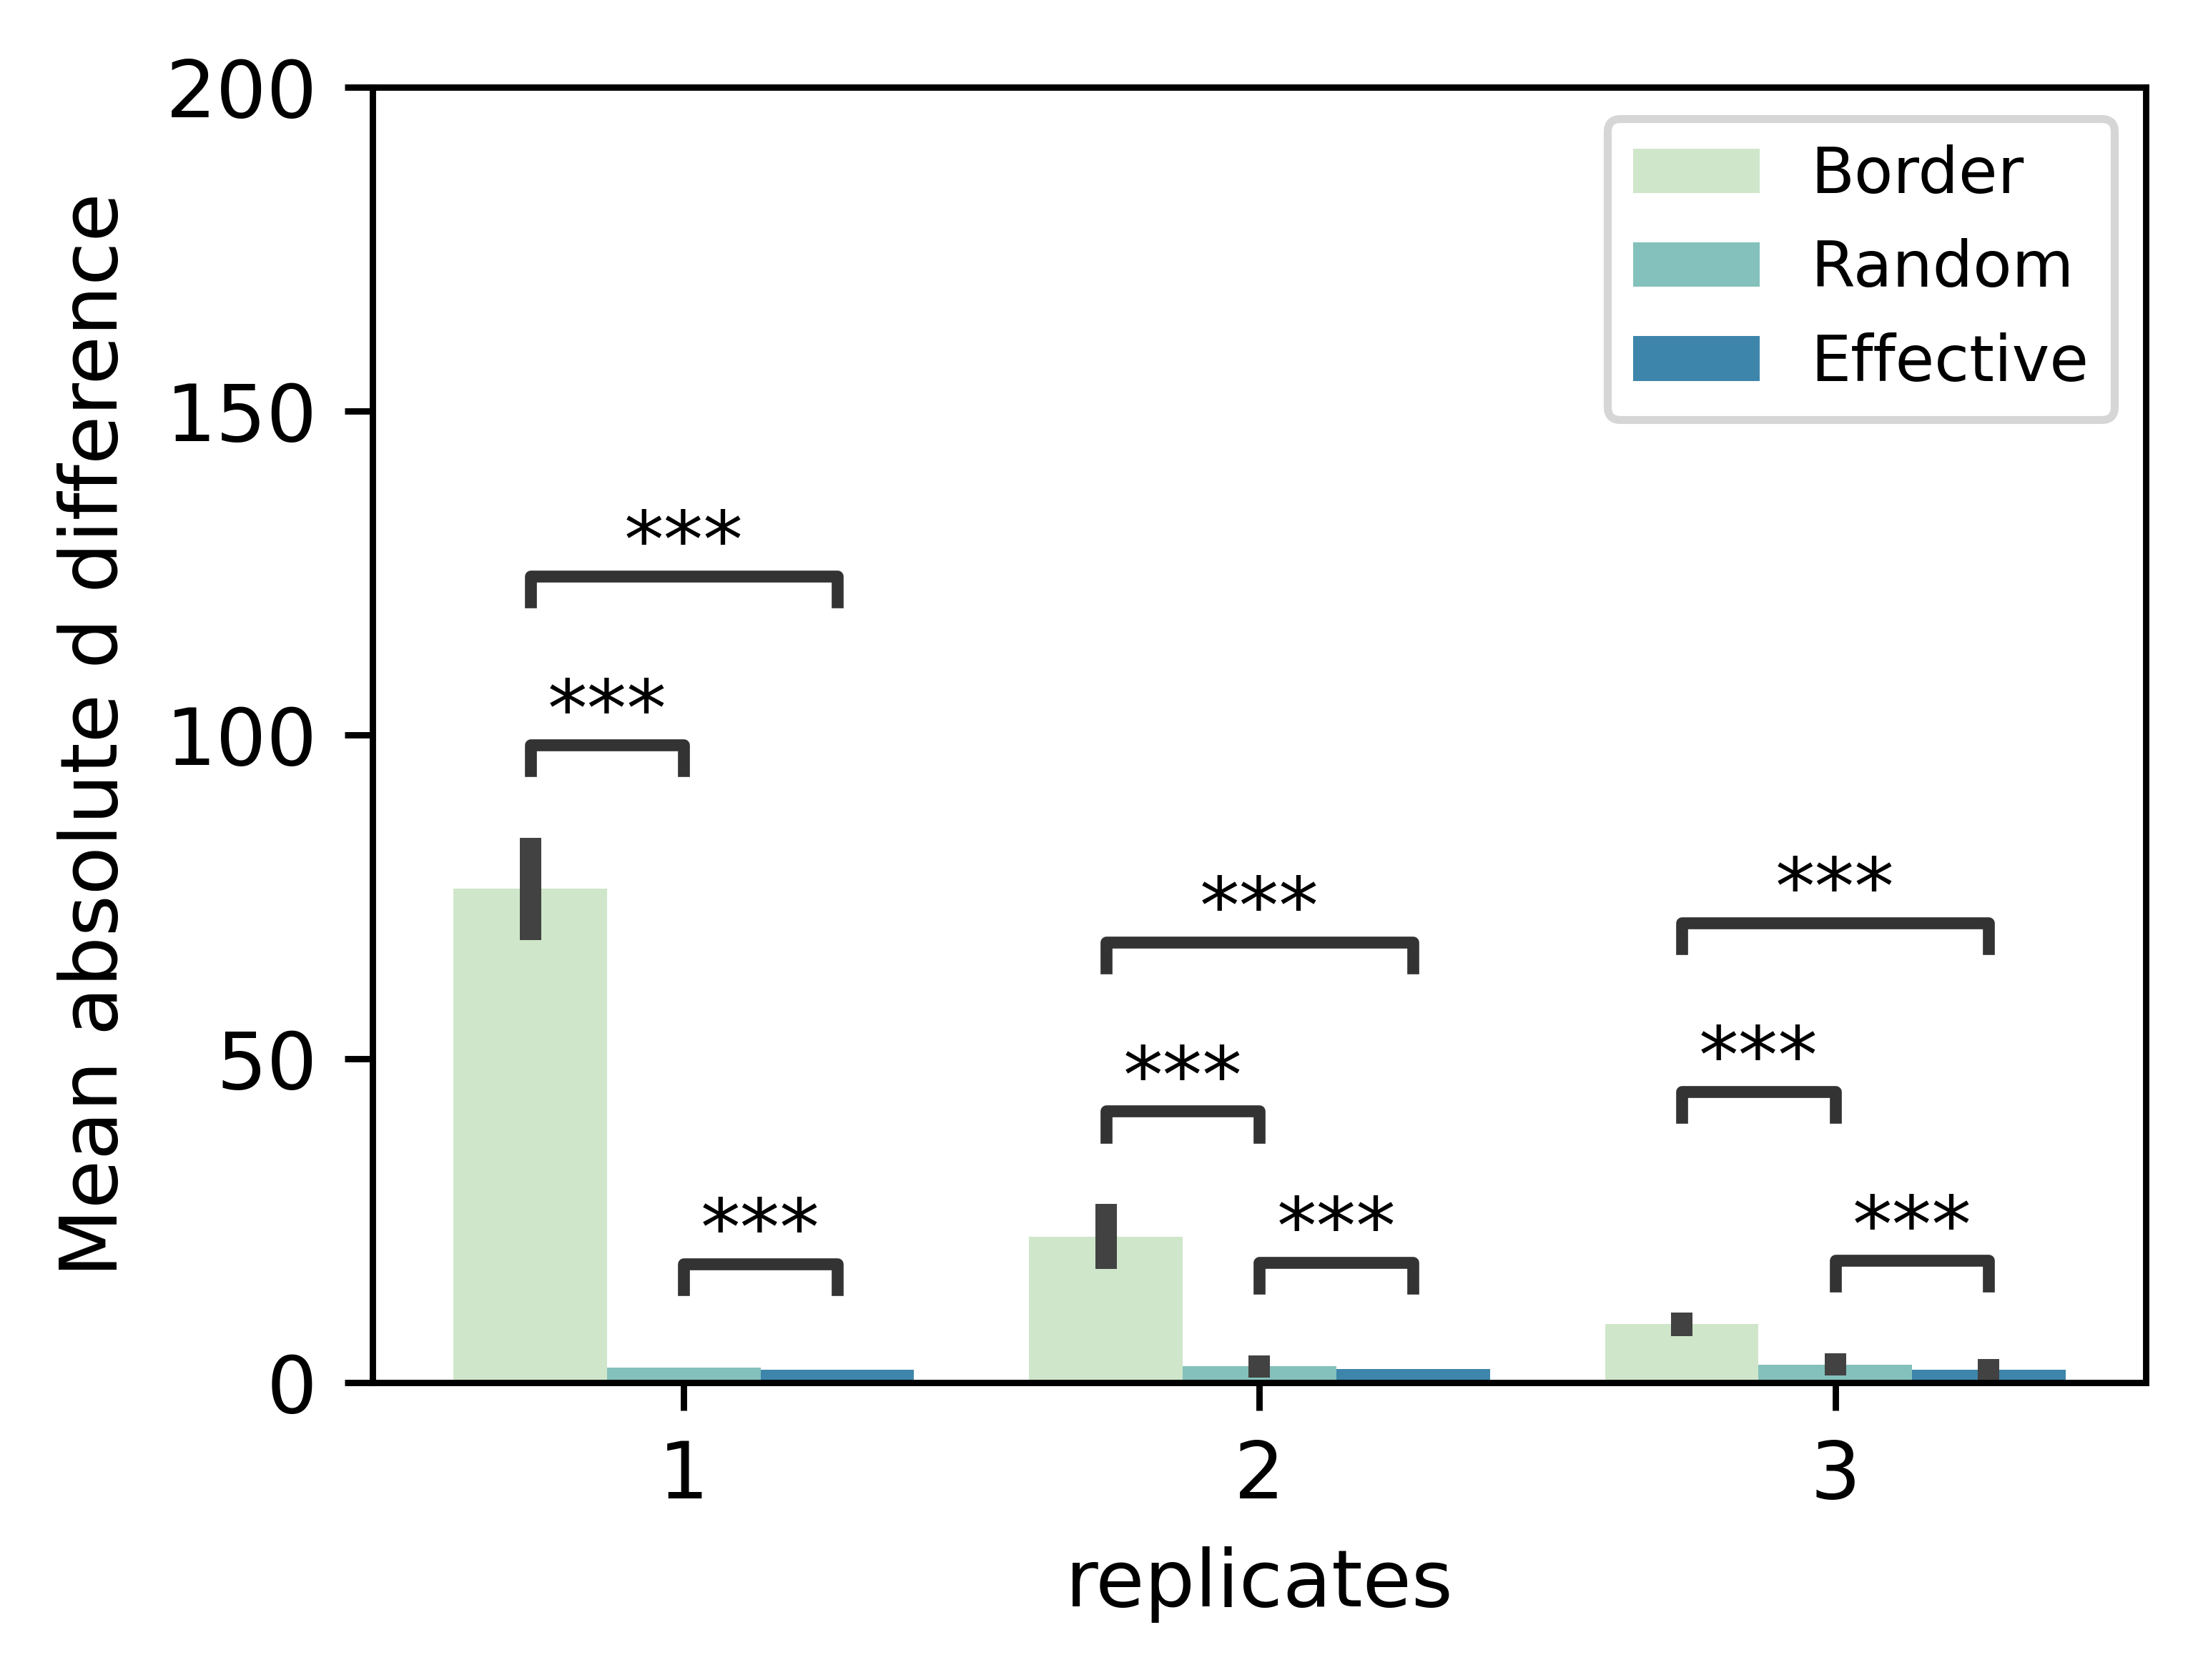 Mean absolute d difference
200
150
100
50
0
Border
Random
Effective
***
***
***
***
***
***
***
***
***
1 2 3
replicates